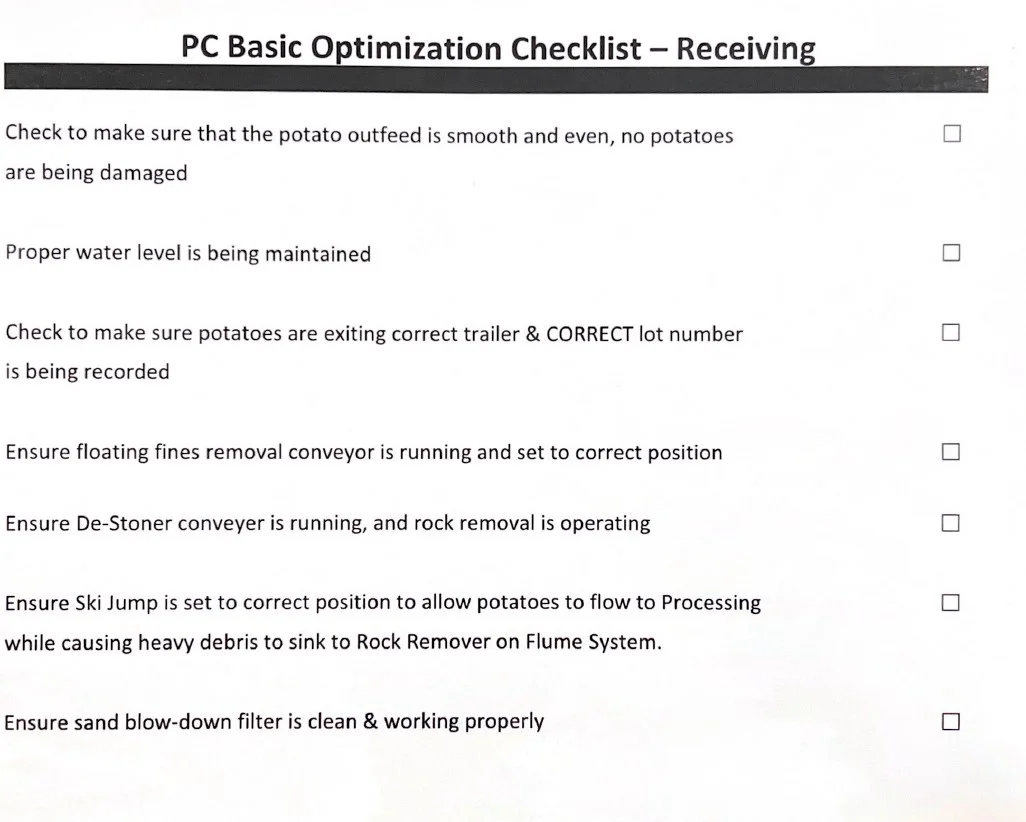 PC Basic Optimization Checklist – Receiving
Check to make sure that the potato outfeed is smooth and even, no potatoes
are being damaged
Proper water level is being maintained
Check to make sure potatoes are exiting correct trailer & CORRECT lot number
is being recorded
Ensure floating fines removal conveyor is running and set to correct position
Ensure De-Stoner conveyer is running, and rock removal is operating
Ensure Ski Jump is set to correct position to allow potatoes to flow to Processing
while causing heavy debris to sink to Rock Remover on Flume System.
Ensure sand blow-down filter is clean & working properly